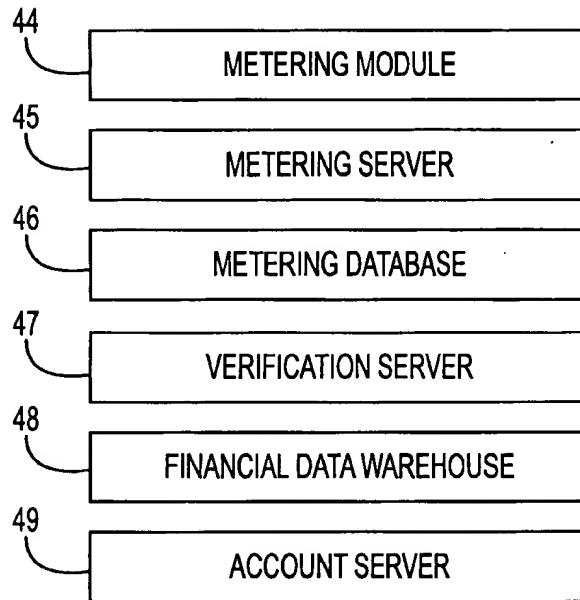 44
METERING MODULE
45
METERING SERVER
46
METERING DATABASE
47
VERIFICATION SERVER
48
FINANCIAL DATA WAREHOUSE
49
ACCOUNT SERVER